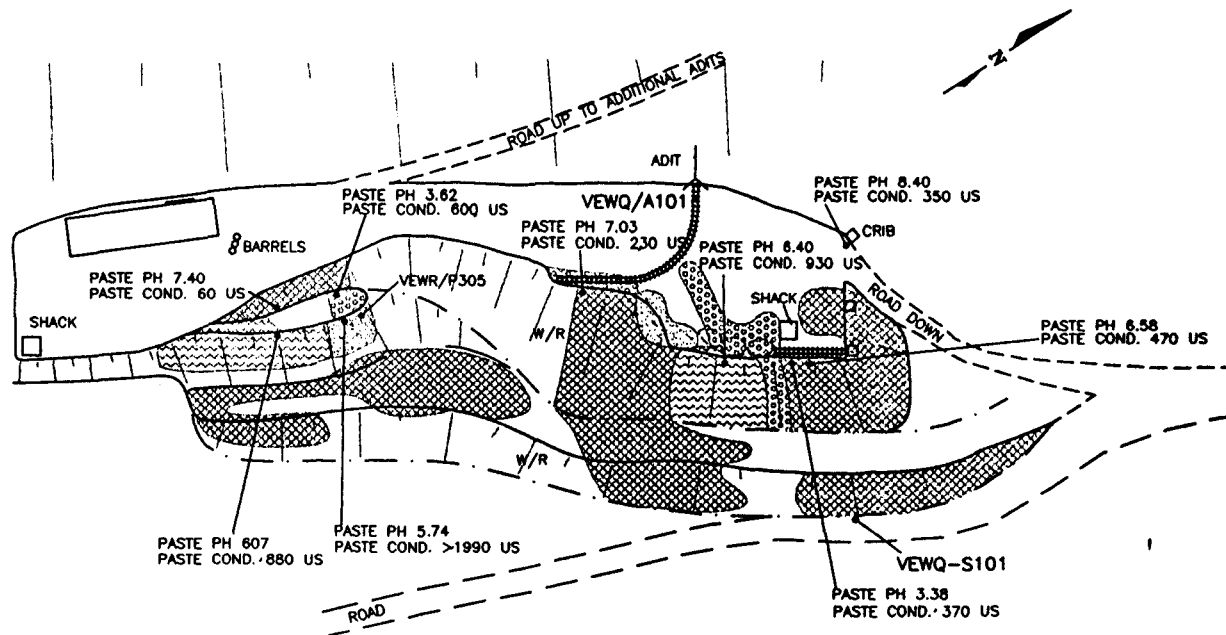 N
ROAD UP TO ADDITIONAL ADITS
ADIT
PASTE PH 3.62
PASTE COND. 600 US
VEWQ/A101
PASTE PH 8.40
PASTE COND. 350 US
PASTE PH 7.03
PASTE COND. 230 US
CRIB
BARRELS
PASTE PH 6.40
PASTE COND. 930 US
PASTE PH 7.40
PASTE COND. 60 US
VEWR/P305
SHACK
ROAD DOWN
SHACK
W/R
PASTE PH 6.58
PASTE COND. 470 US
W/R
PASTE PH 607
PASTE COND. 880 US
PASTE PH 5.74
PASTE COND. >1990 US
VEWQ-S101
PASTE PH 3.38
PASTE COND. 370 US
ROAD